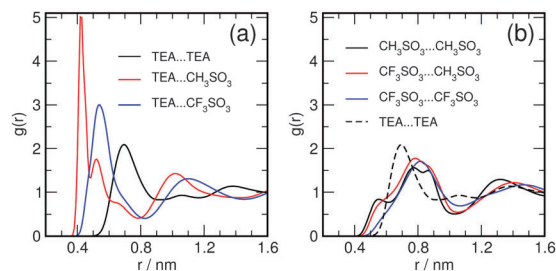 (a)
TEA...TEA
TEA...CH₃SO₃
TEA...CF₃SO₃
g(r)
5
4
3
2
1
0
0.4 0.8 1.2 1.6
r / nm
(b)
CH₃SO₃...CH₃SO₃
CF₃SO₃...CH₃SO₃
CF₃SO₃...CF₃SO₃
TEA...TEA
g(r)
5
4
3
2
1
0
0.4 0.8 1.2 1.6
r / nm